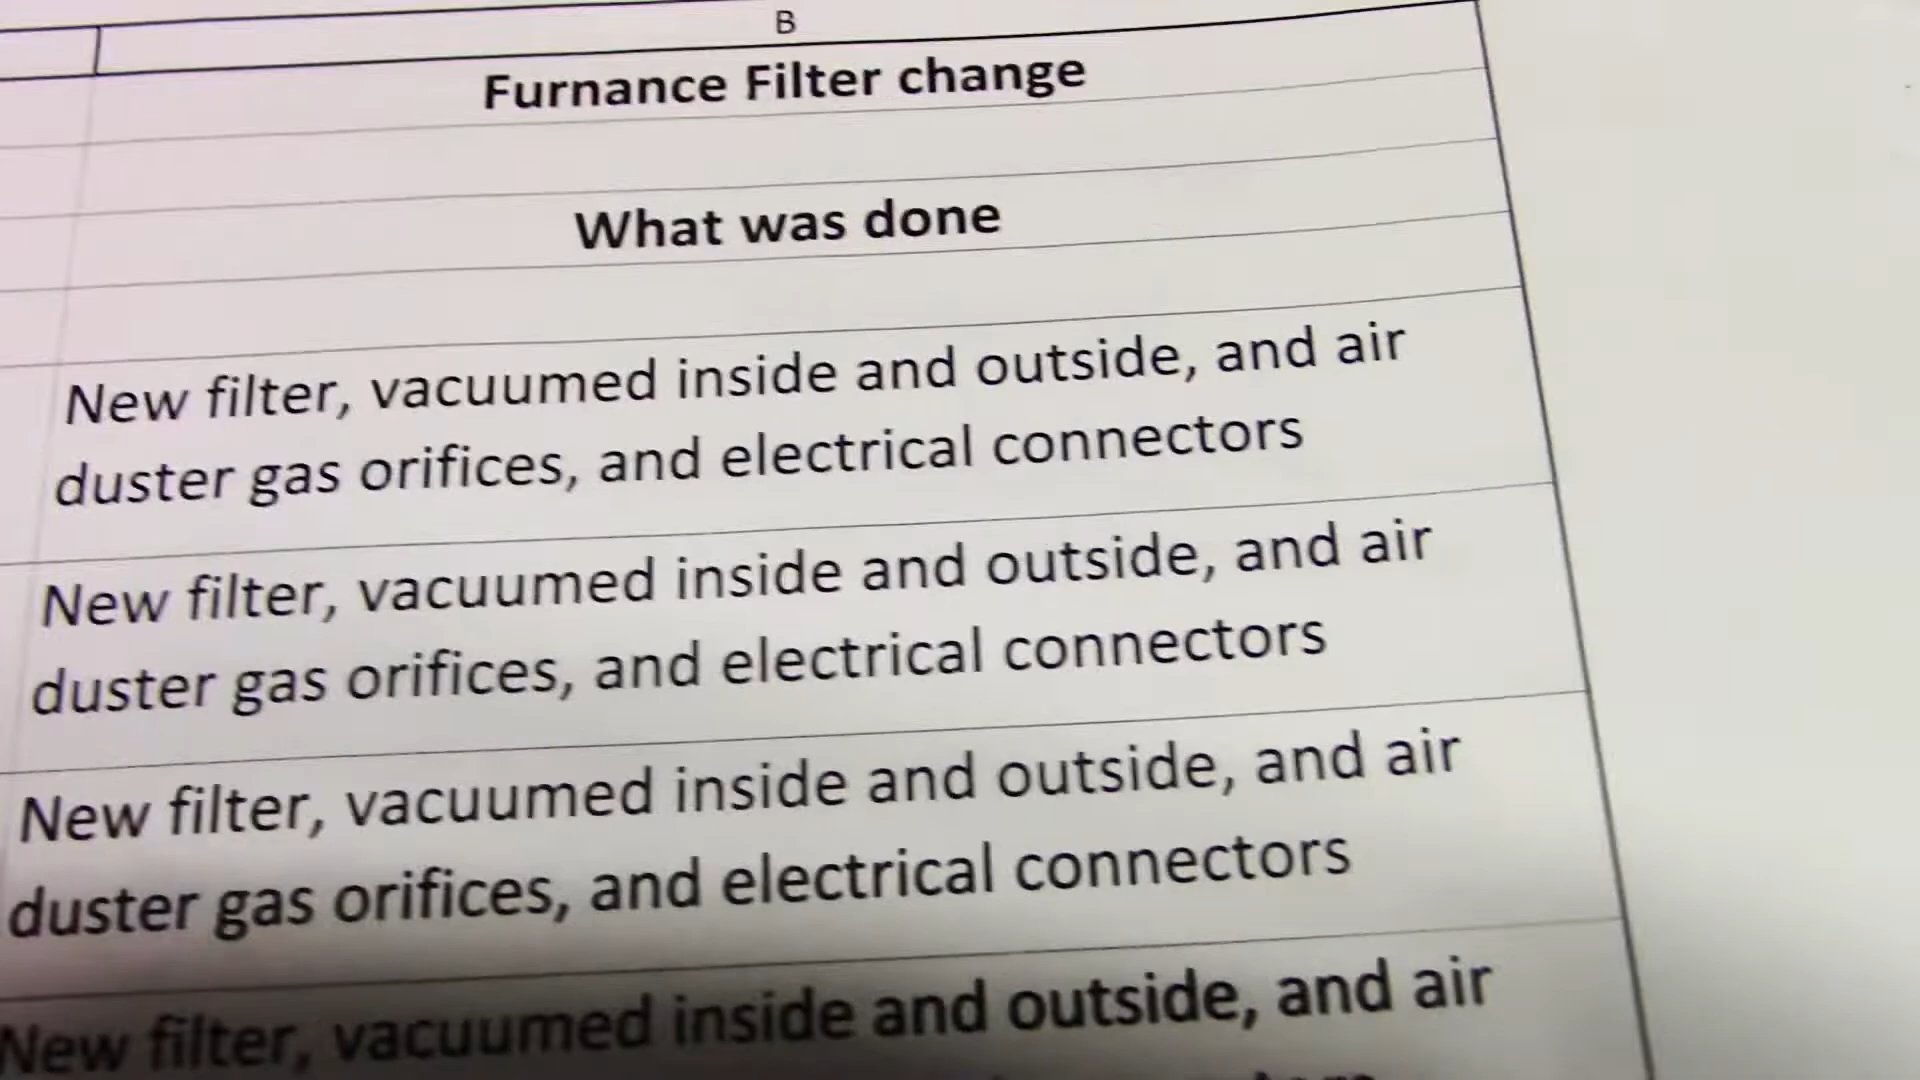 B
Furnance Filter change
What was done
New filter, vacuumed inside and outside, and air
duster gas orifices, and electrical connectors
New filter, vacuumed inside and outside, and air
duster gas orifices, and electrical connectors
New filter, vacuumed inside and outside, and air
duster gas orifices, and electrical connectors
New filter, vacuumed inside and outside, and air